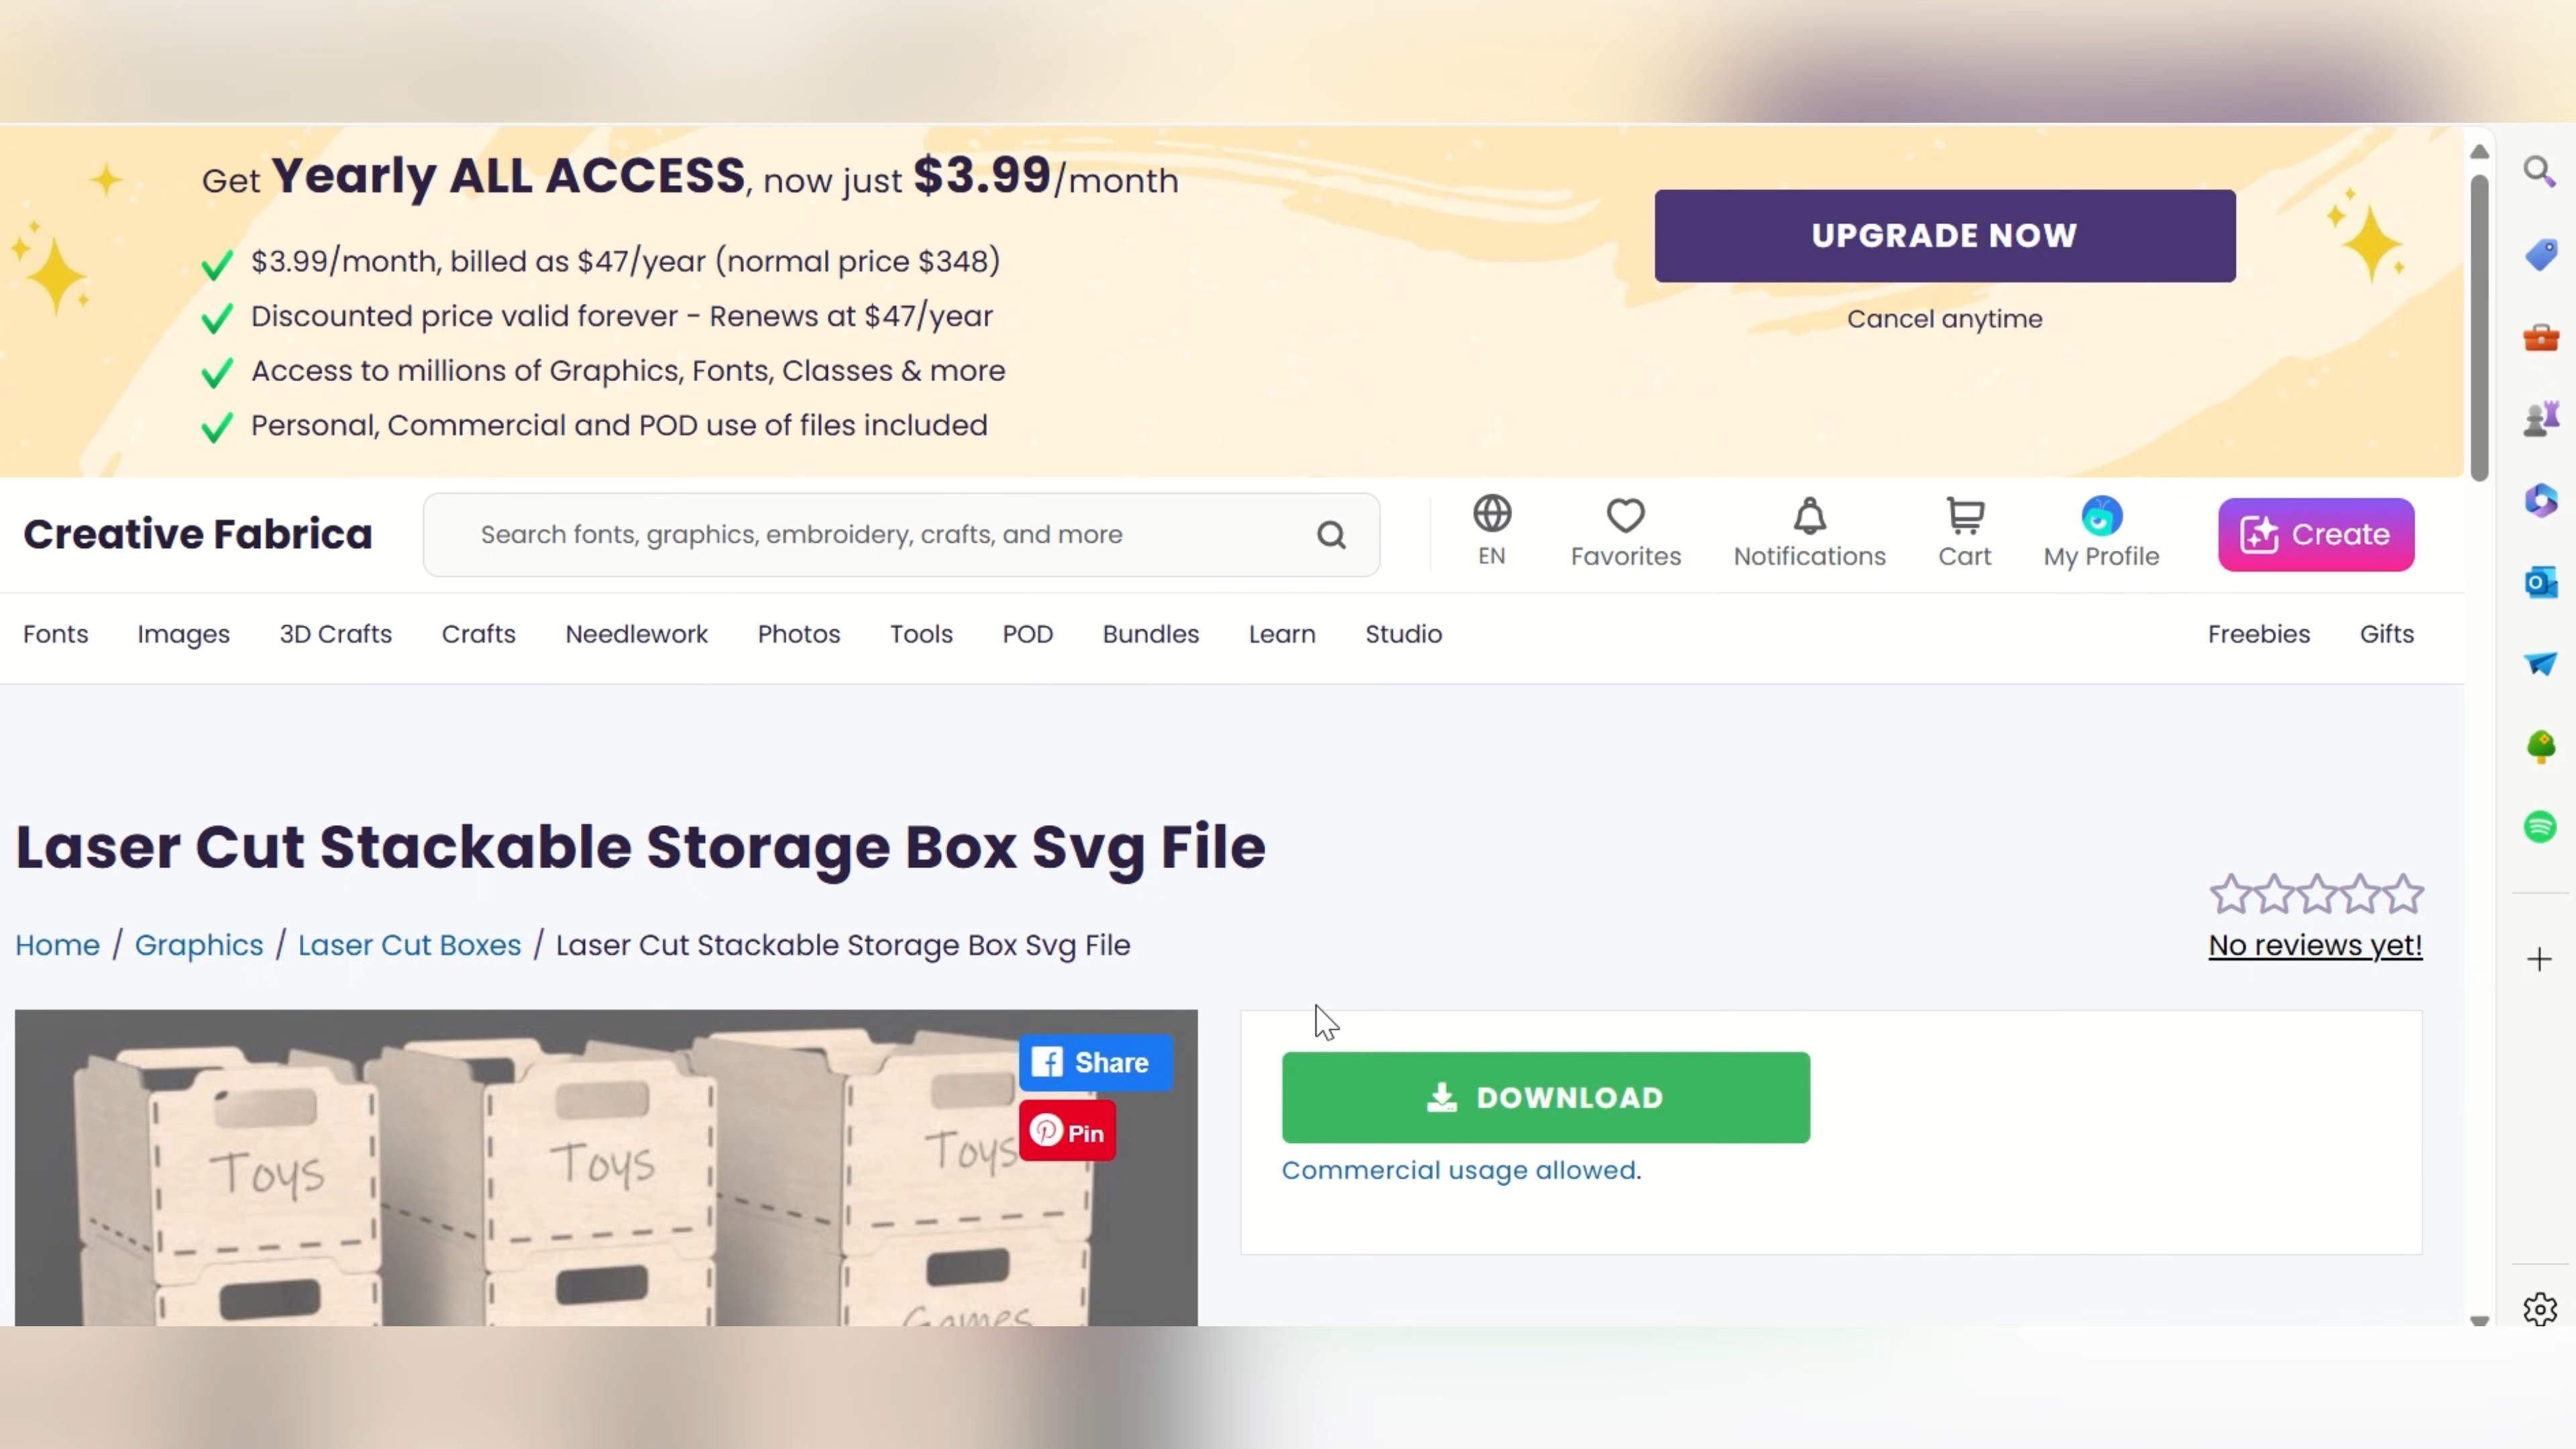 Get Yearly ALL ACCESS, now just $3.99/month
$3.99/month, billed as $47/year (normal price $348)
Discounted price valid forever - Renews at $47/year
Access to millions of Graphics, Fonts, Classes & more
Personal, Commercial and POD use of files included
UPGRADE NOW
Cancel anytime
Creative Fabrica
Search fonts, graphics, embroidery, crafts, and more
EN
Favorites
Notifications
Cart
My Profile
Create
Fonts Images 3D Crafts Crafts Needlework Photos Tools POD Bundles Learn Studio Freebies Gifts
Laser Cut Stackable Storage Box Svg File
Home / Graphics / Laser Cut Boxes / Laser Cut Stackable Storage Box Svg File
No reviews yet!
Share
Pin
Toys
Toys
Toys
Games
DOWNLOAD
Commercial usage allowed.